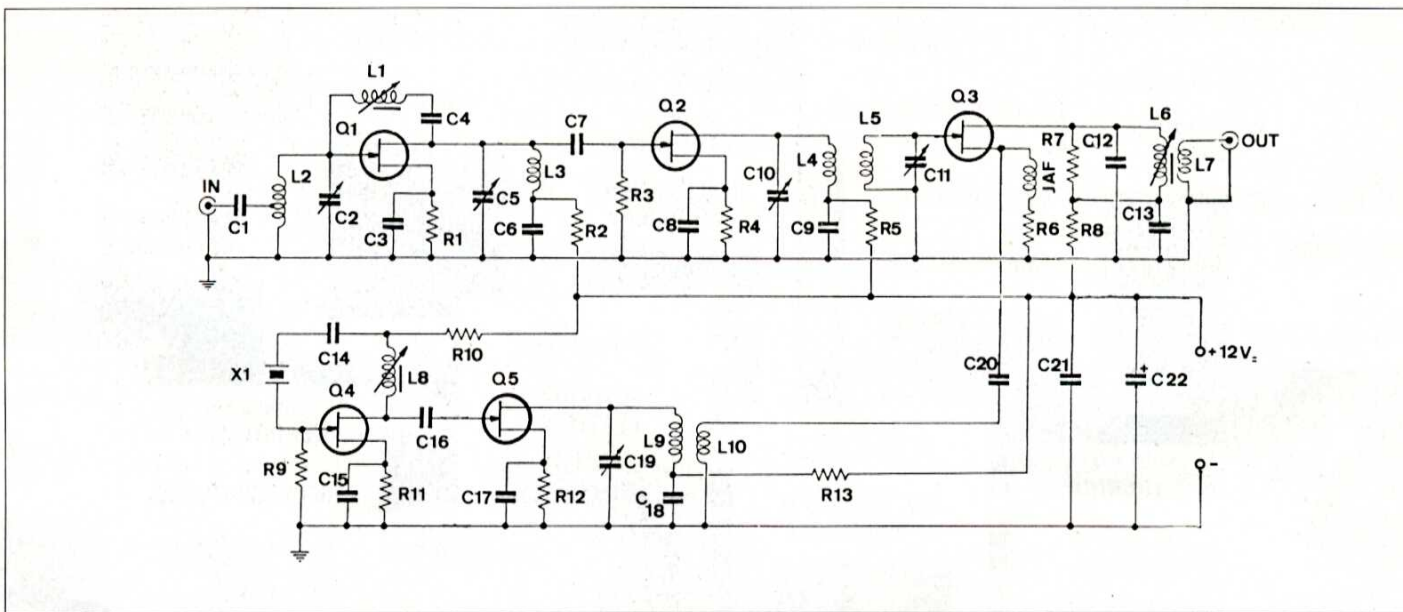 L1
Q1
C4
C7
Q2
Q3
L6
L5
R7
C12
OUT
L4
L7
IN
L2
L3
C10
C11
JAF
C5
R3
C1
C2
C13
C3
R1
C6
R2
C8
R4
C9
R5
R6
R8
C14
R10
+12V=
X1
C20
C21
C22
L8
Q4
Q5
C16
L9
L10
C19
R9
C15
R11
C17
R12
C
18
R13
-